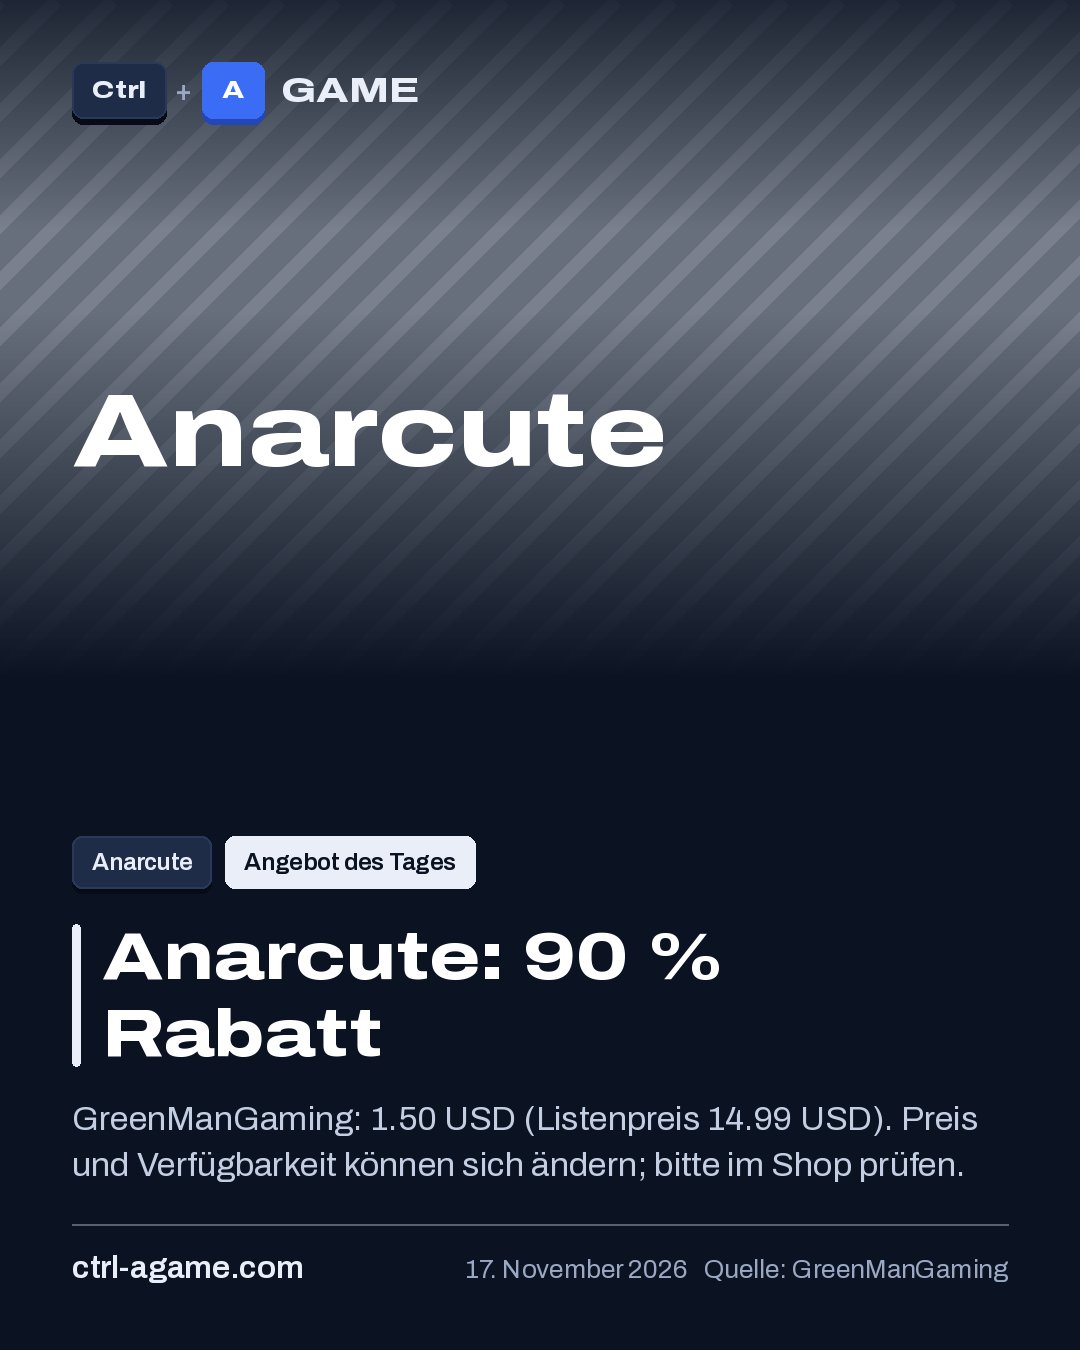 Ctrl + A GAME
Anarcute
Anarcute Angebot des Tages
Anarcute: 90 %
Rabatt
GreenManGaming: 1.50 USD (Listenpreis 14.99 USD). Preis
und Verfügbarkeit können sich ändern; bitte im Shop prüfen.
ctrl-agame.com 17. November 2026 Quelle: GreenManGaming